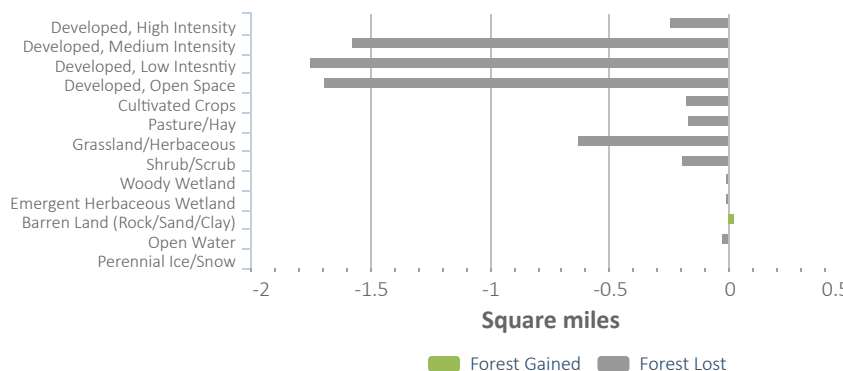 Developed, High Intensity
Developed, Medium Intensity
Developed, Low Intesntiy
Developed, Open Space
Cultivated Crops
Pasture/Hay
Grassland/Herbaceous
Shrub/Scrub
Woody Wetland
Emergent Herbaceous Wetland
Barren Land (Rock/Sand/Clay)
Open Water
Perennial Ice/Snow
-2 -1.5 -1 -0.5 0 0.5
Square miles
Forest Gained Forest Lost